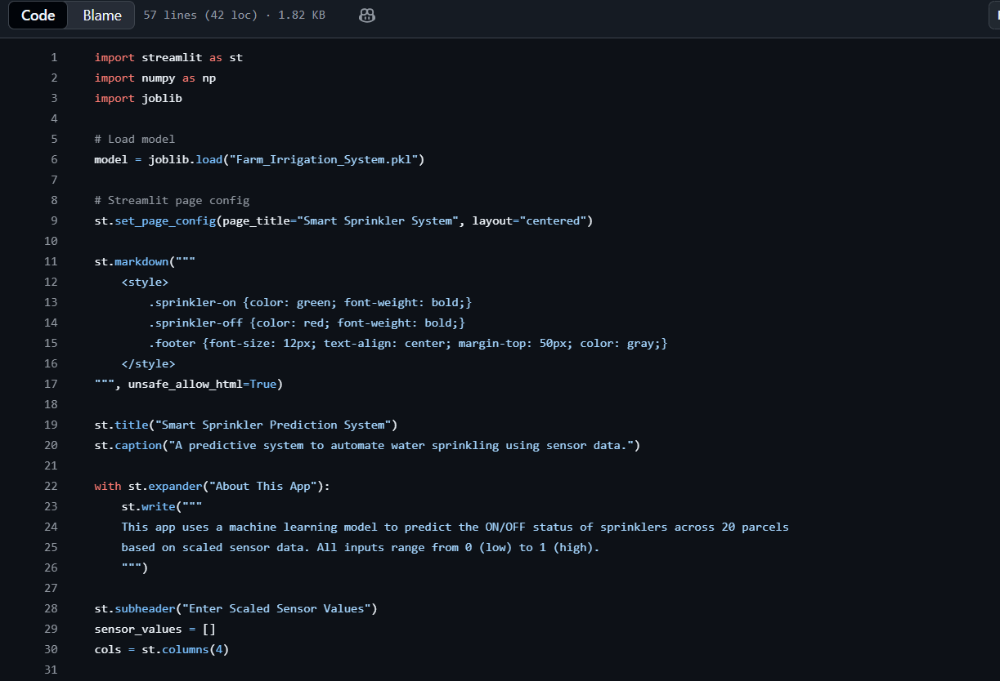 Code Blame 57 lines (42 loc) · 1.82 KB
1 import streamlit as st
2 import numpy as np
3 import joblib
4
5 # Load model
6 model = joblib.load("Farm_Irrigation_System.pkl")
7
8 # Streamlit page config
9 st.set_page_config(page_title="Smart Sprinkler System", layout="centered")
10
11 st.markdown("""
12     <style>
13         .sprinkler-on {color: green; font-weight: bold;}
14         .sprinkler-off {color: red; font-weight: bold;}
15         .footer {font-size: 12px; text-align: center; margin-top: 50px; color: gray;}
16     </style>
17 """, unsafe_allow_html=True)
18
19 st.title("Smart Sprinkler Prediction System")
20 st.caption("A predictive system to automate water sprinkling using sensor data.")
21
22 with st.expander("About This App"):
23     st.write("""
24     This app uses a machine learning model to predict the ON/OFF status of sprinklers across 20 parcels
25     based on scaled sensor data. All inputs range from 0 (low) to 1 (high).
26     """)
27
28 st.subheader("Enter Scaled Sensor Values")
29 sensor_values = []
30 cols = st.columns(4)
31